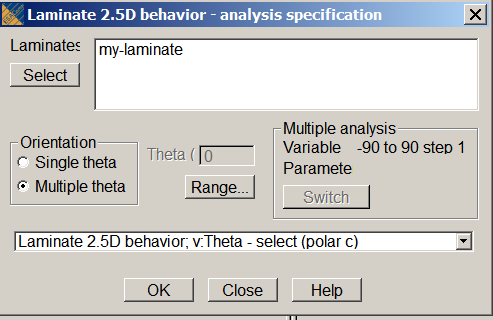 Laminate 2.5D behavior - analysis specification
Laminates
my-laminate
Select
Orientation
Single theta
Multiple theta
Theta (
0
Range...
Multiple analysis
Variable -90 to 90 step 1
Paramete
Switch
Laminate 2.5D behavior; v:Theta - select (polar c)
OK Close Help